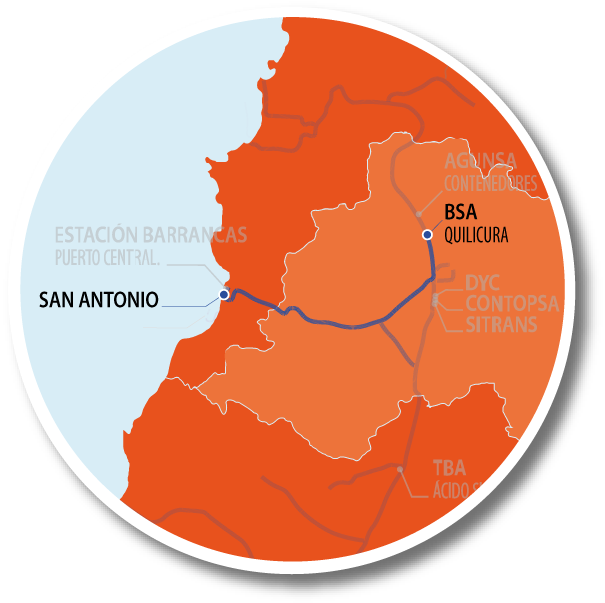 AGUNSA
CONTENEDORES
BSA
QUILICURA
ESTACIÓN BARRANCAS
PUERTO CENTRAL.
SAN ANTONIO
DYC
CONTOPSA
SITRANS
TBA
ÁCIDO